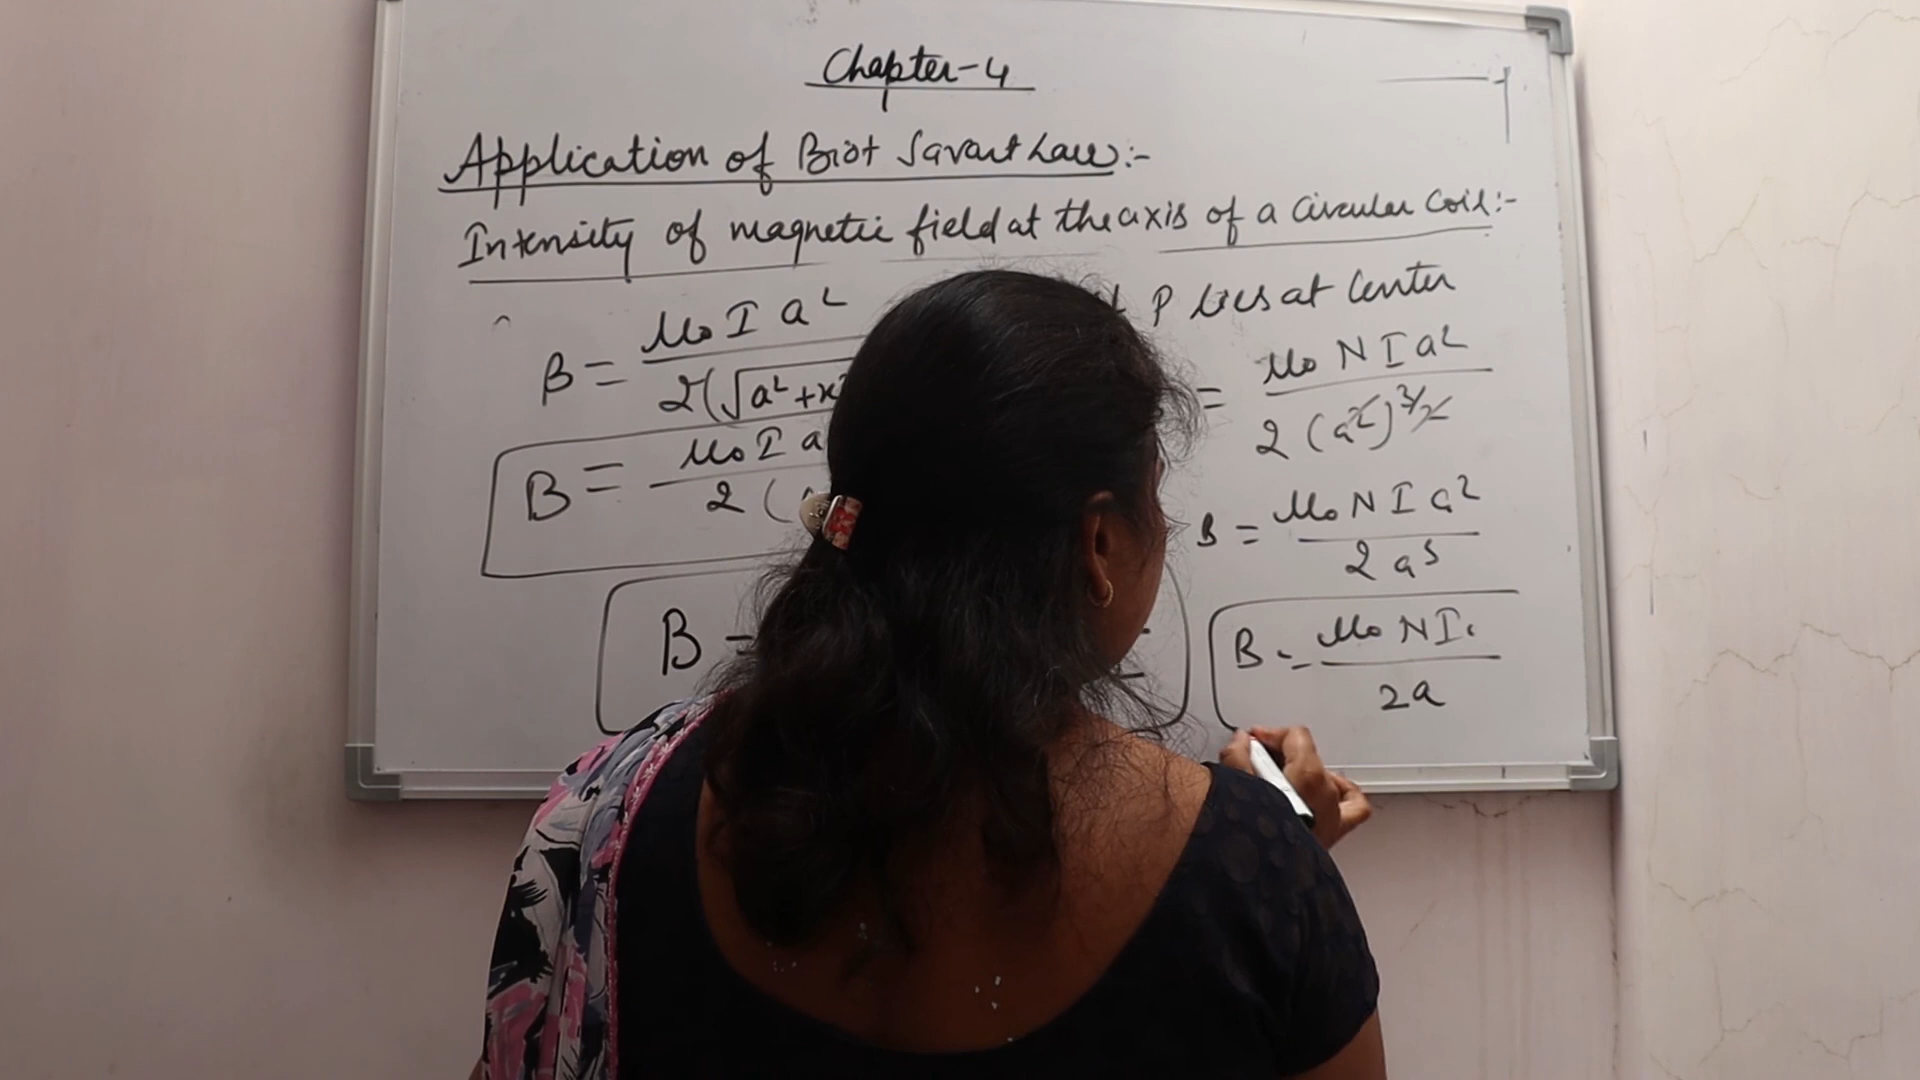 Chapter-4
Application of Biot Savart Law:-
Intensity of magnetic field at the axis of a Circular Coil:-
B = μ₀ I a² / 2(√a²+x²
B = μ₀ I a / 2 (
B =
P lies at Center
= μ₀ N I a² / 2 (a²)^3/2
B = μ₀ N I a² / 2 a³
B = μ₀ N I / 2a